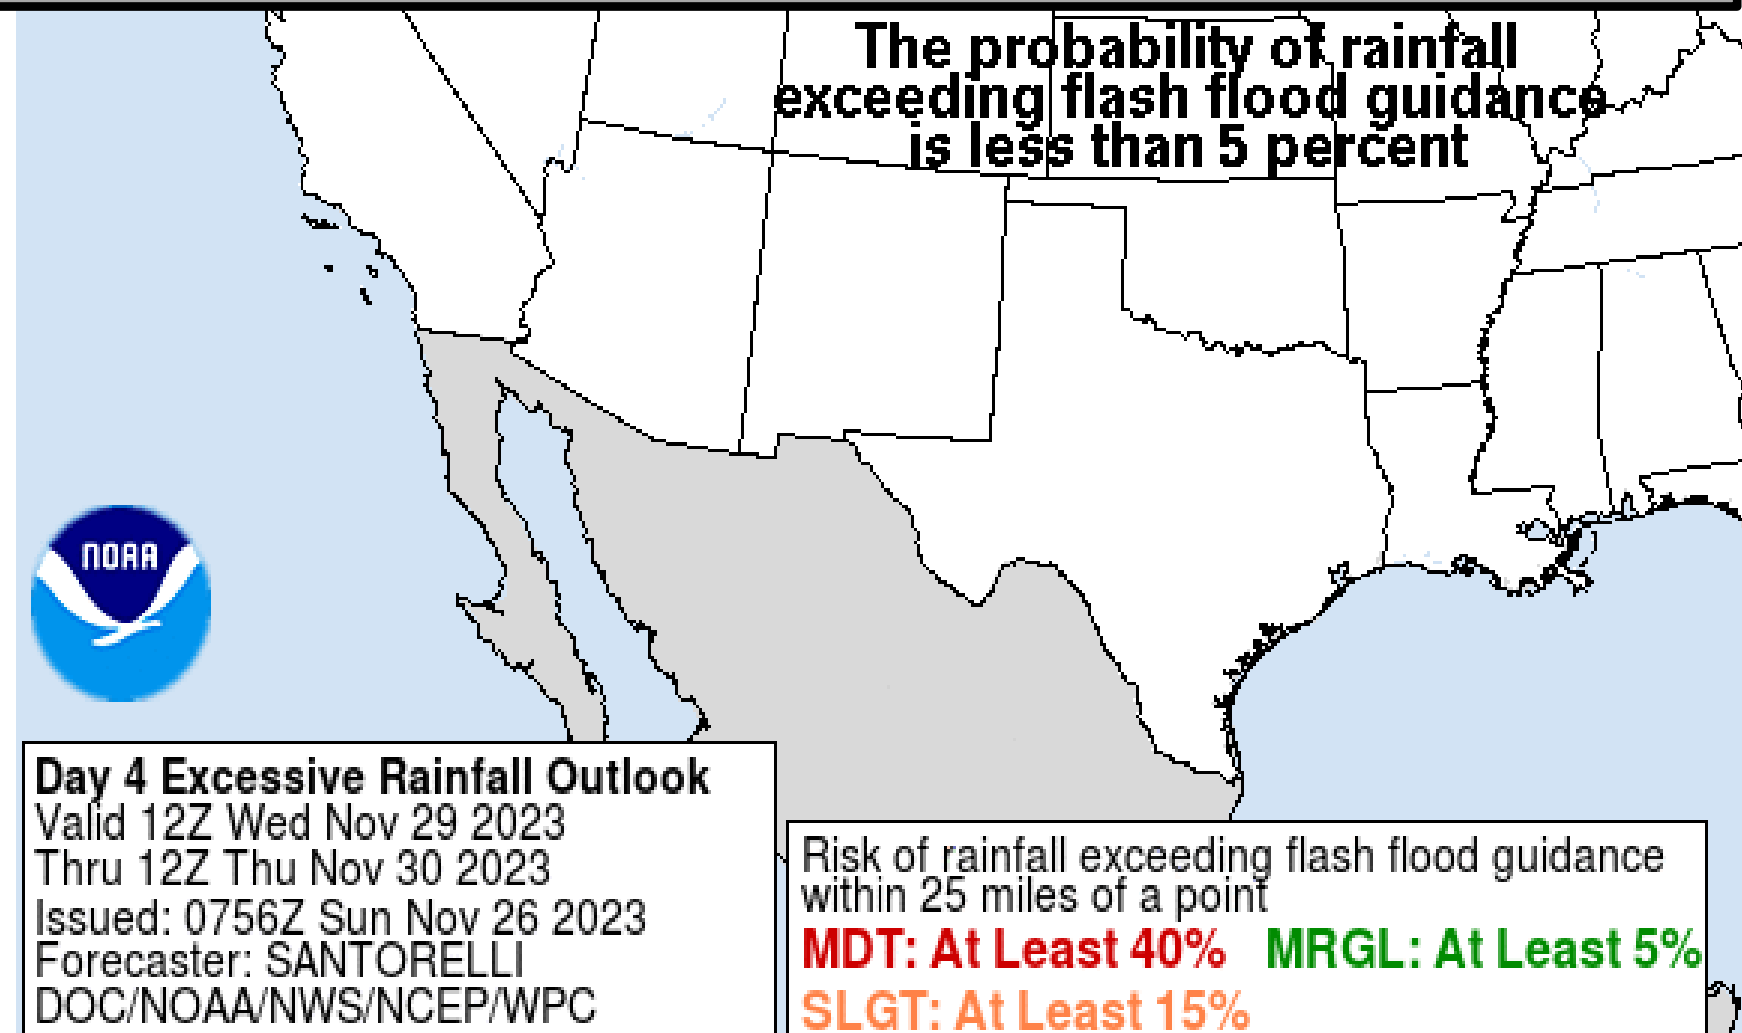 The probability of rainfall
exceeding flash flood guidance
is less than 5 percent
NOAA
Day 4 Excessive Rainfall Outlook
Valid 12Z Wed Nov 29 2023
Thru 12Z Thu Nov 30 2023
Issued: 0756Z Sun Nov 26 2023
Forecaster: SANTORELLI
DOC/NOAA/NWS/NCEP/WPC
Risk of rainfall exceeding flash flood guidance
within 25 miles of a point
MDT: At Least 40% MRGL: At Least 5%
SLGT: At Least 15%